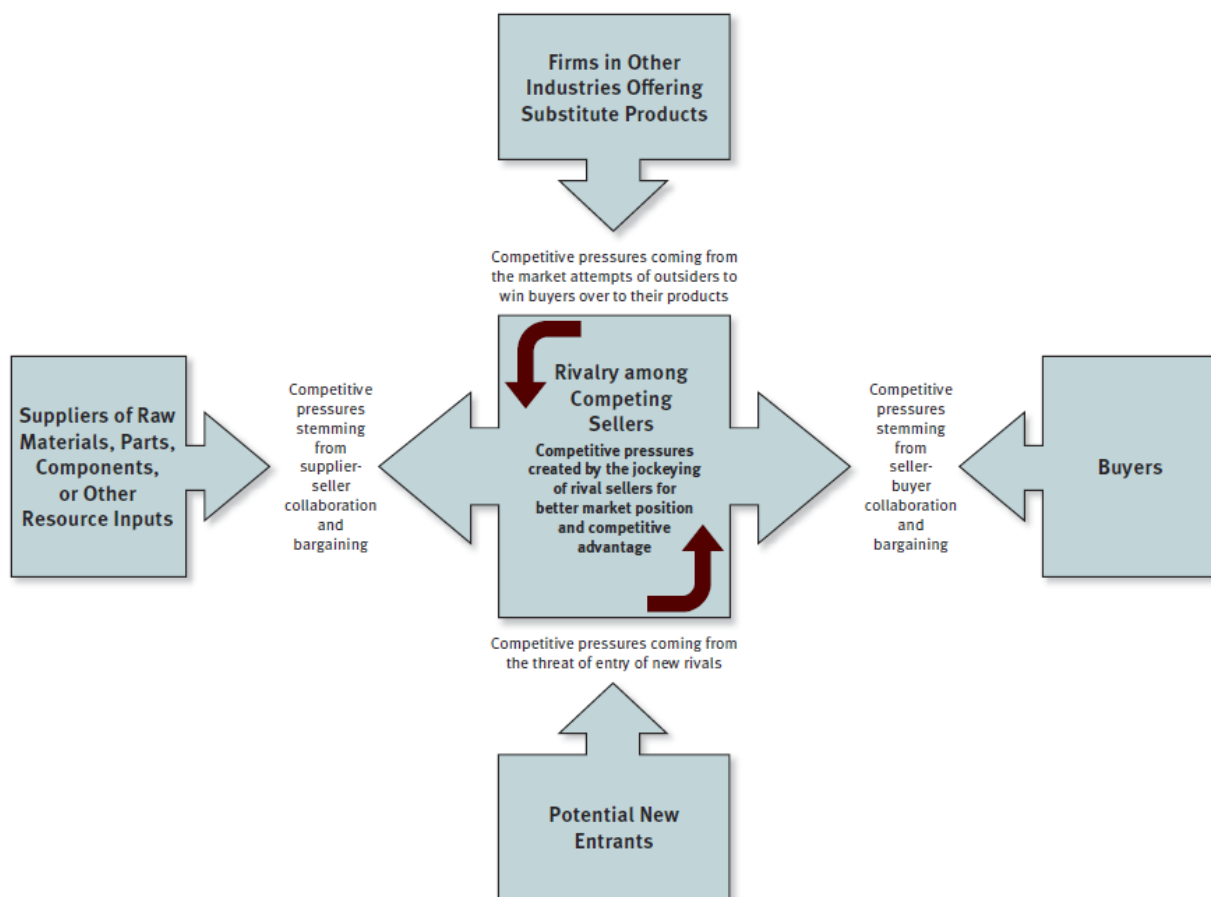 Firms in Other
Industries Offering
Substitute Products
Competitive pressures coming from
the market attempts of outsiders to
win buyers over to their products
Suppliers of Raw
Materials, Parts,
Components,
or Other
Resource Inputs
Competitive
pressures
stemming
from
supplier-
seller
collaboration
and
bargaining
Rivalry among
Competing
Sellers
Competitive pressures
created by the jockeying
of rival sellers for
better market position
and competitive
advantage
Competitive
pressures
stemming
from
seller-
buyer
collaboration
and
bargaining
Buyers
Competitive pressures coming from
the threat of entry of new rivals
Potential New
Entrants